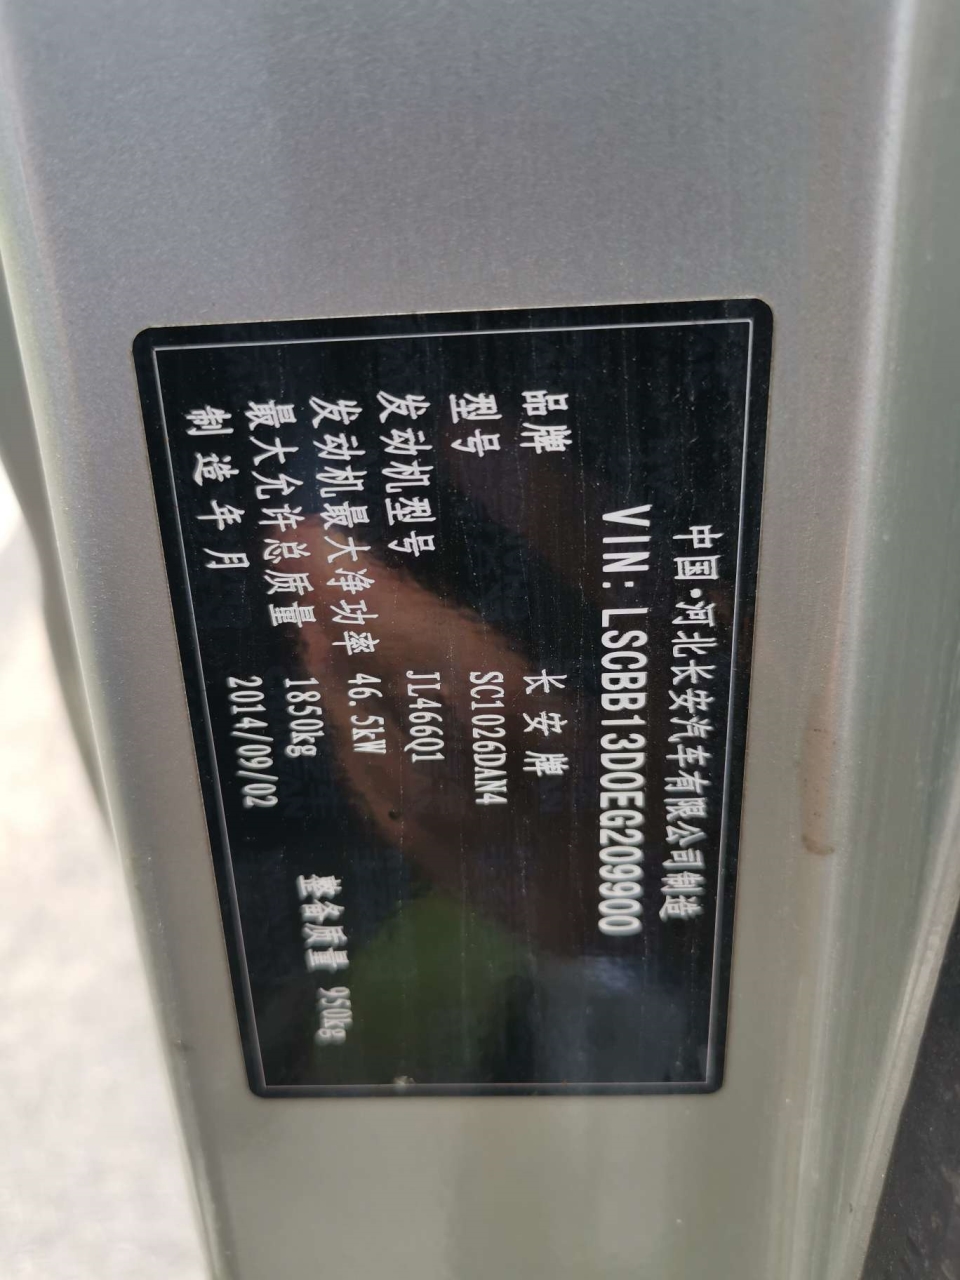 中国·河北长安汽车有限公司制造
VIN: LSCBB13D0EG209900
品牌 长安牌
型号 SC1026DAN4
发动机型号 JL466Q1
发动机最大净功率 46.5kW
最大允许总质量 1850kg 整备质量 950kg
制造年月 2014/09/02